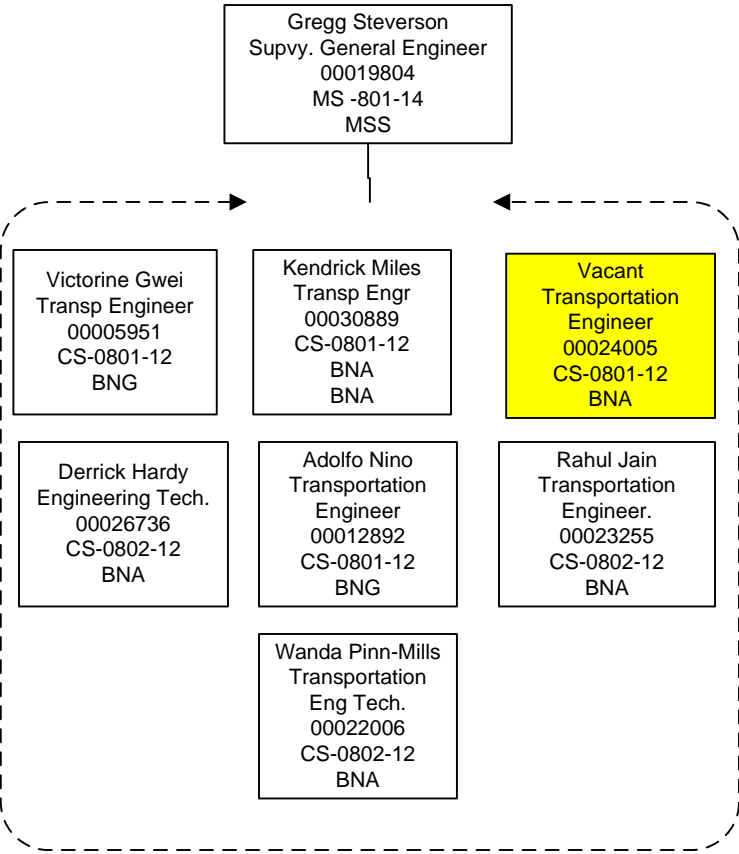 Gregg Steverson
Supvy. General Engineer
00019804
MS -801-14
MSS
Victorine Gwei
Transp Engineer
00005951
CS-0801-12
BNG
Kendrick Miles
Transp Engr
00030889
CS-0801-12
BNA
BNA
Vacant
Transportation
Engineer
00024005
CS-0801-12
BNA
Derrick Hardy
Engineering Tech.
00026736
CS-0802-12
BNA
Adolfo Nino
Transportation
Engineer
00012892
CS-0801-12
BNG
Rahul Jain
Transportation
Engineer.
00023255
CS-0802-12
BNA
Wanda Pinn-Mills
Transportation
Eng Tech.
00022006
CS-0802-12
BNA